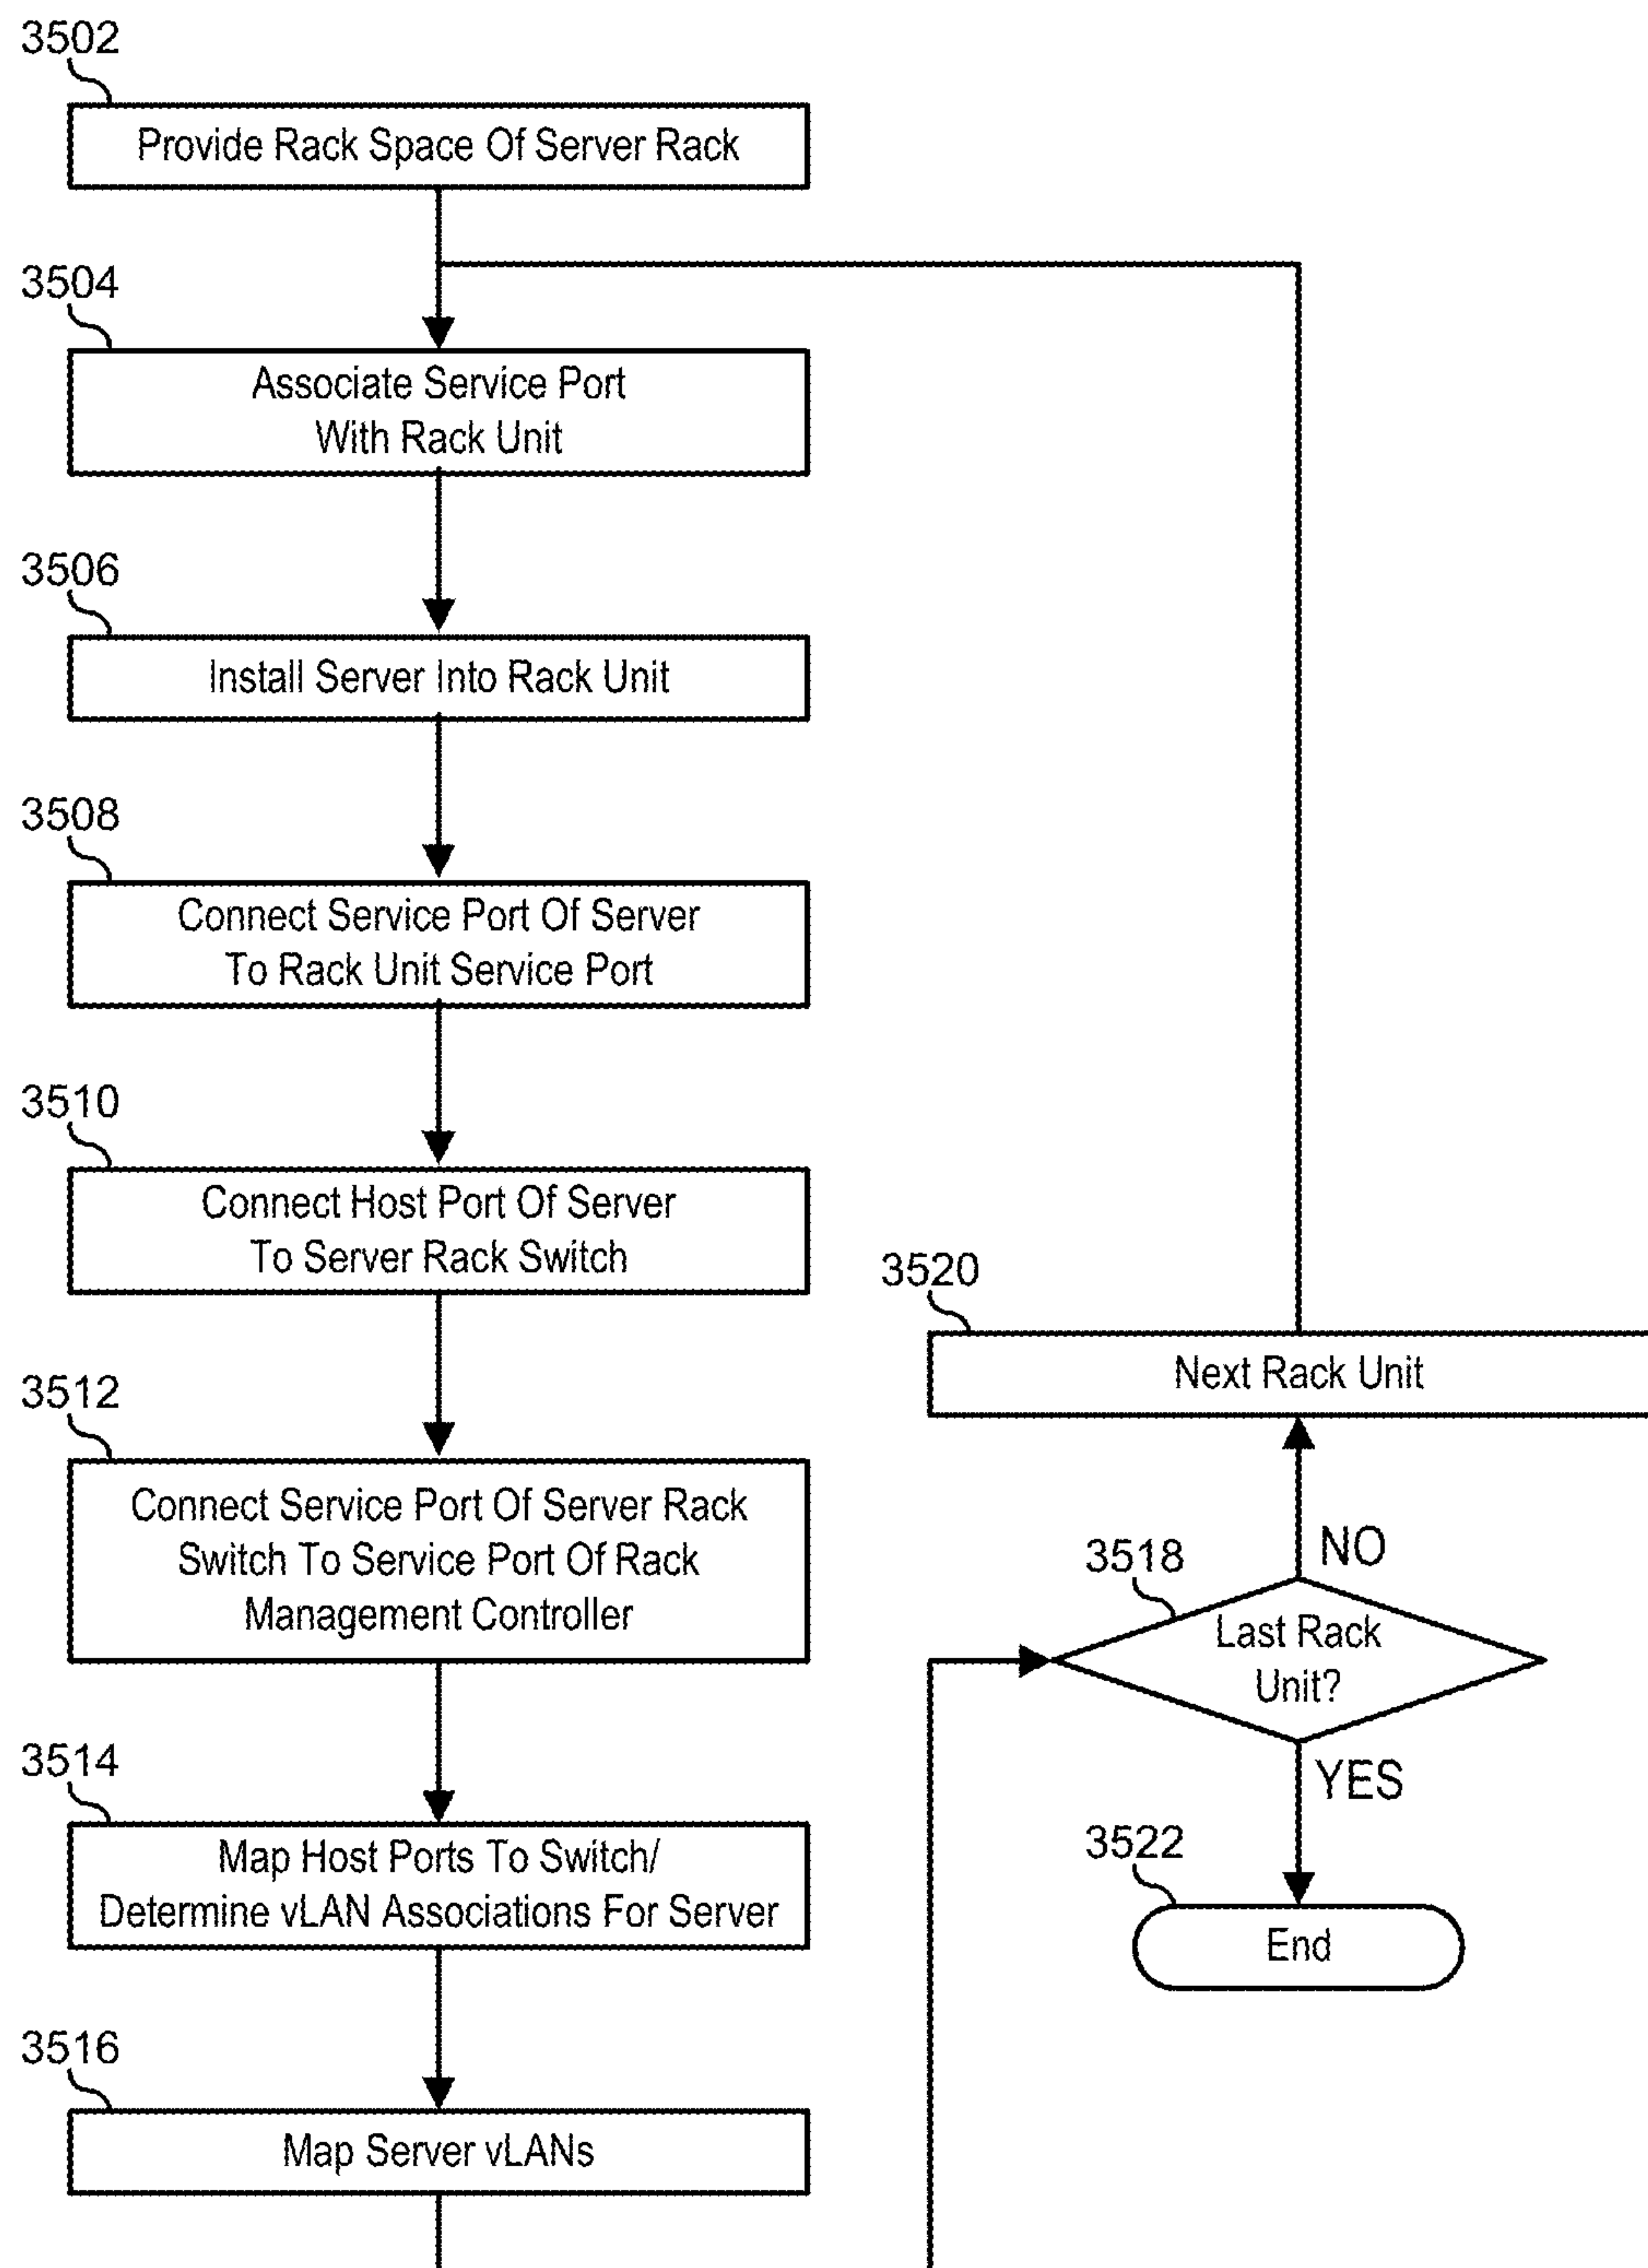 3502
Provide Rack Space Of Server Rack
3504
Associate Service Port
With Rack Unit
3506
Install Server Into Rack Unit
3508
Connect Service Port Of Server
To Rack Unit Service Port
3510
Connect Host Port Of Server
To Server Rack Switch
3512
Connect Service Port Of Server Rack
Switch To Service Port Of Rack
Management Controller
3514
Map Host Ports To Switch/
Determine vLAN Associations For Server
3516
Map Server vLANs
3520
Next Rack Unit
NO
3518
Last Rack
Unit?
YES
3522
End